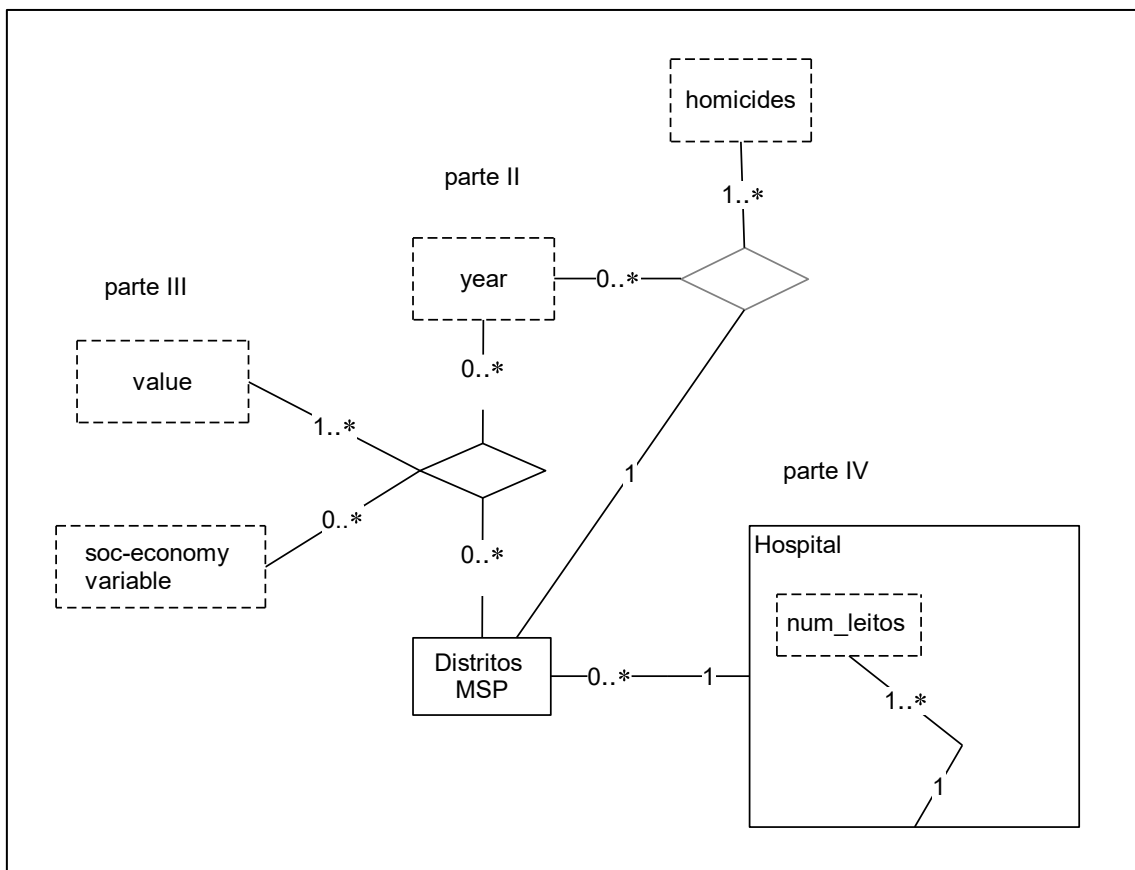 homicides
parte II
1..*
year
0..*
parte III
0..*
value
1..*
1
parte IV
0..*
soc-economy
variable
0..*
Hospital
num_leitos
Distritos
MSP
0..*
1
1..*
1